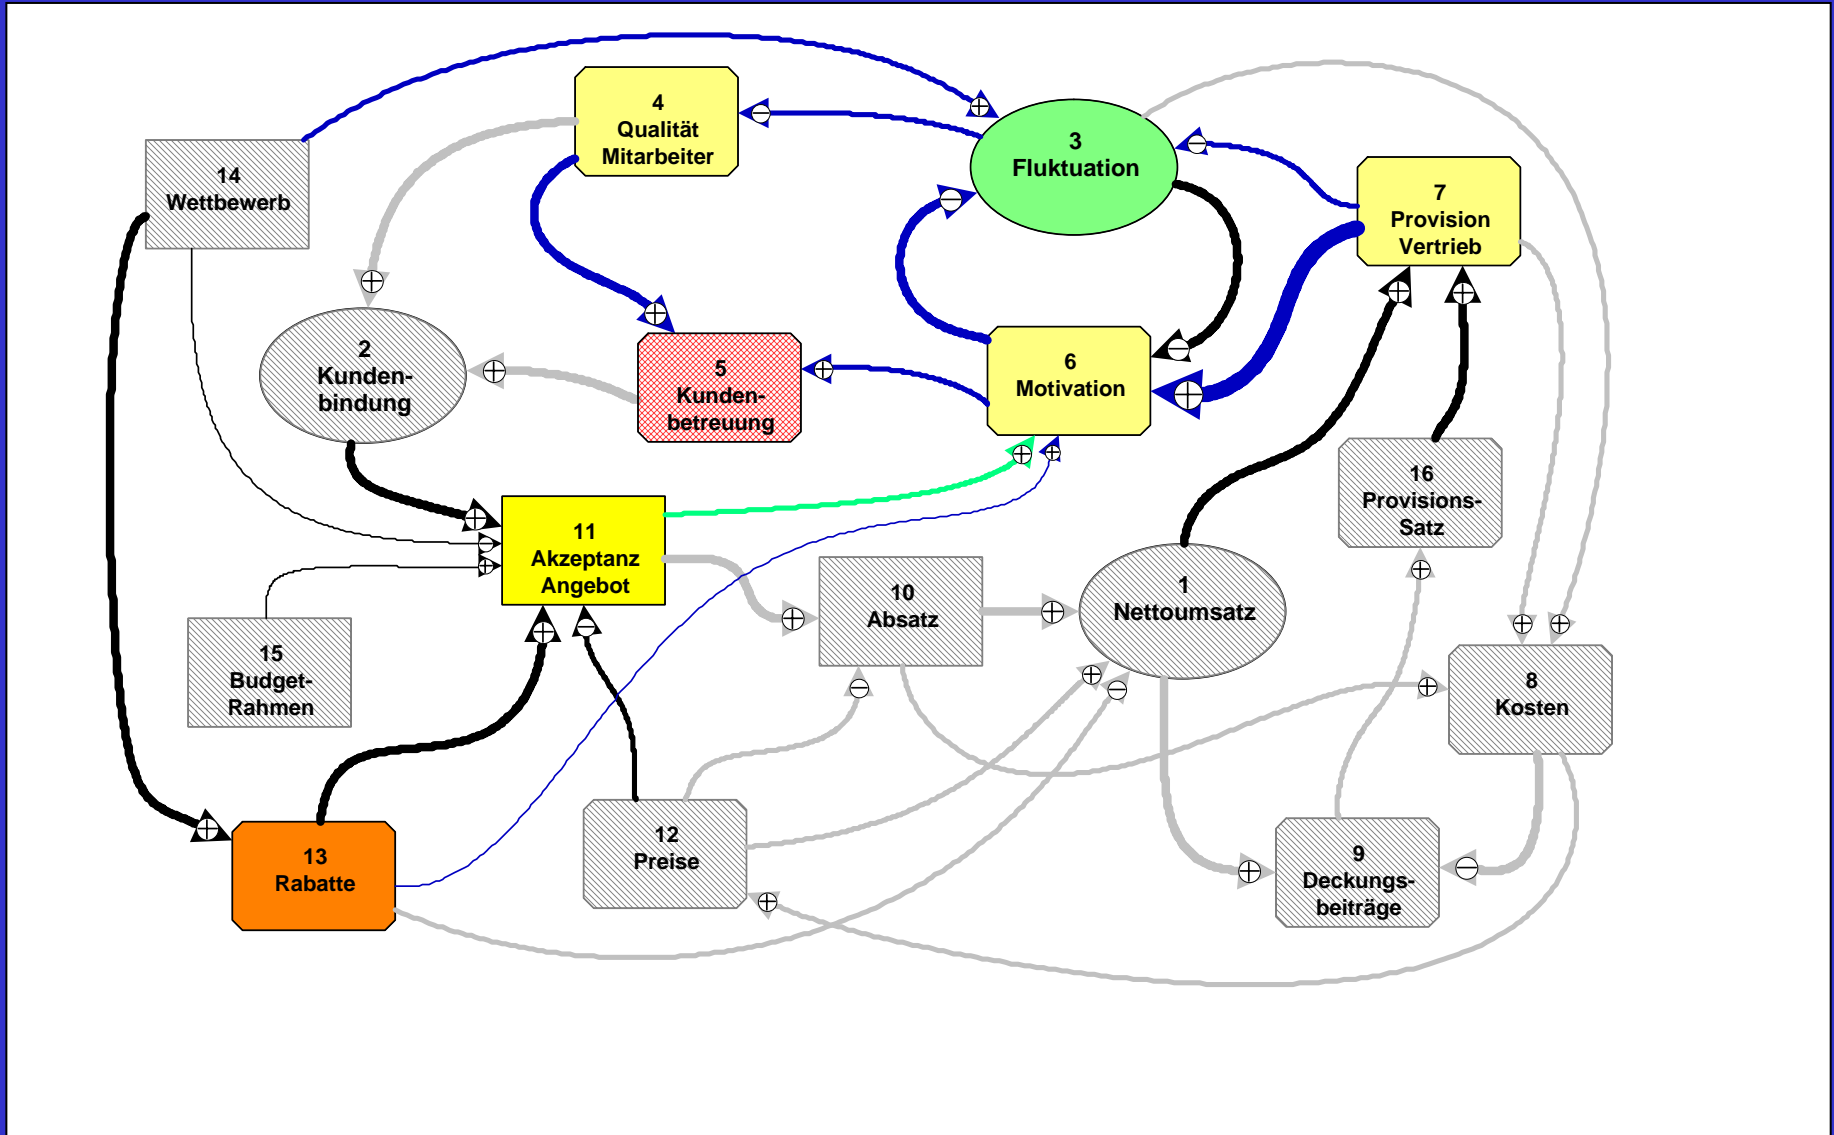 4
Qualität
Mitarbeiter
3
Fluktuation
14
Wettbewerb
7
Provision
Vertrieb
2
Kunden-
bindung
5
Kunden-
betreuung
6
Motivation
16
Provisions-
Satz
11
Akzeptanz
Angebot
10
Absatz
1
Nettoumsatz
15
Budget-
Rahmen
8
Kosten
12
Preise
13
Rabatte
9
Deckungs-
beiträge